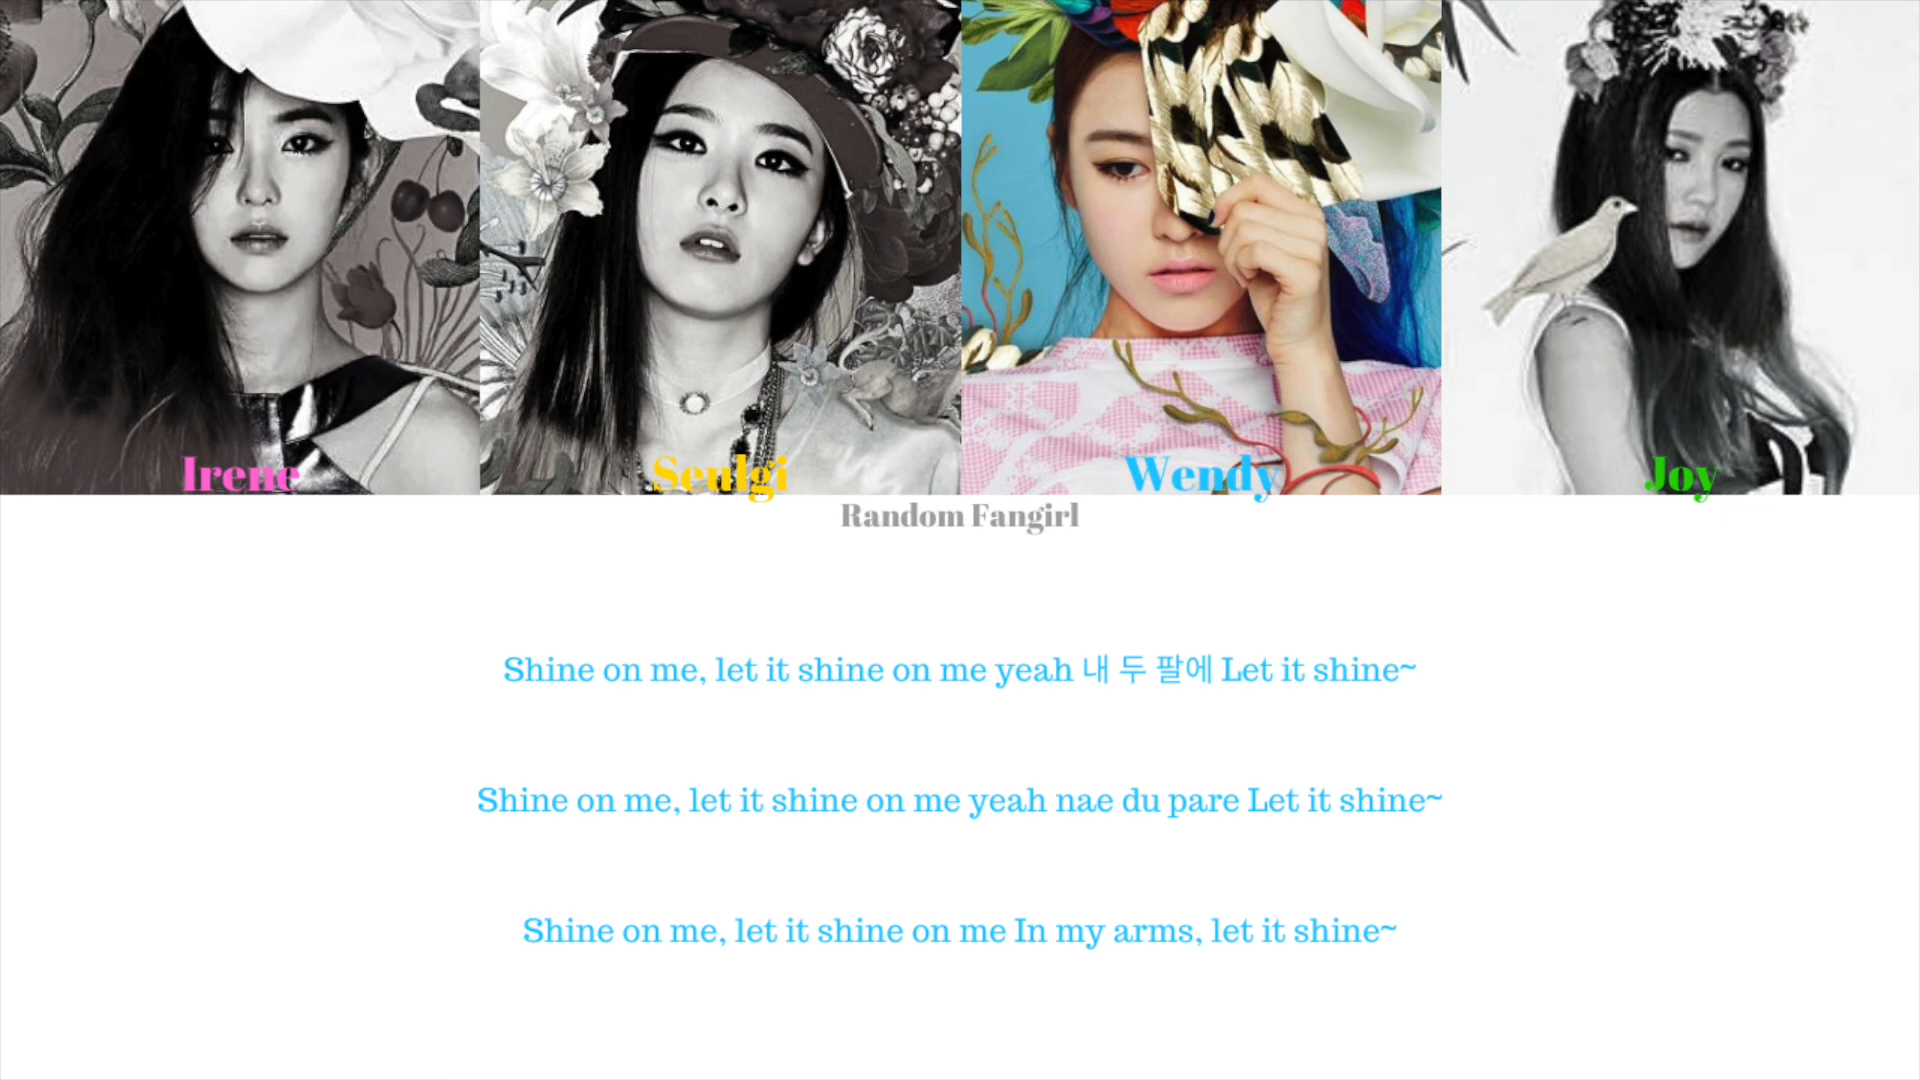 Irene
Seulgi
Wendy
Joy
Random Fangirl
Shine on me, let it shine on me yeah 내 두 팔에 Let it shine~
Shine on me, let it shine on me yeah nae du pare Let it shine~
Shine on me, let it shine on me In my arms, let it shine~